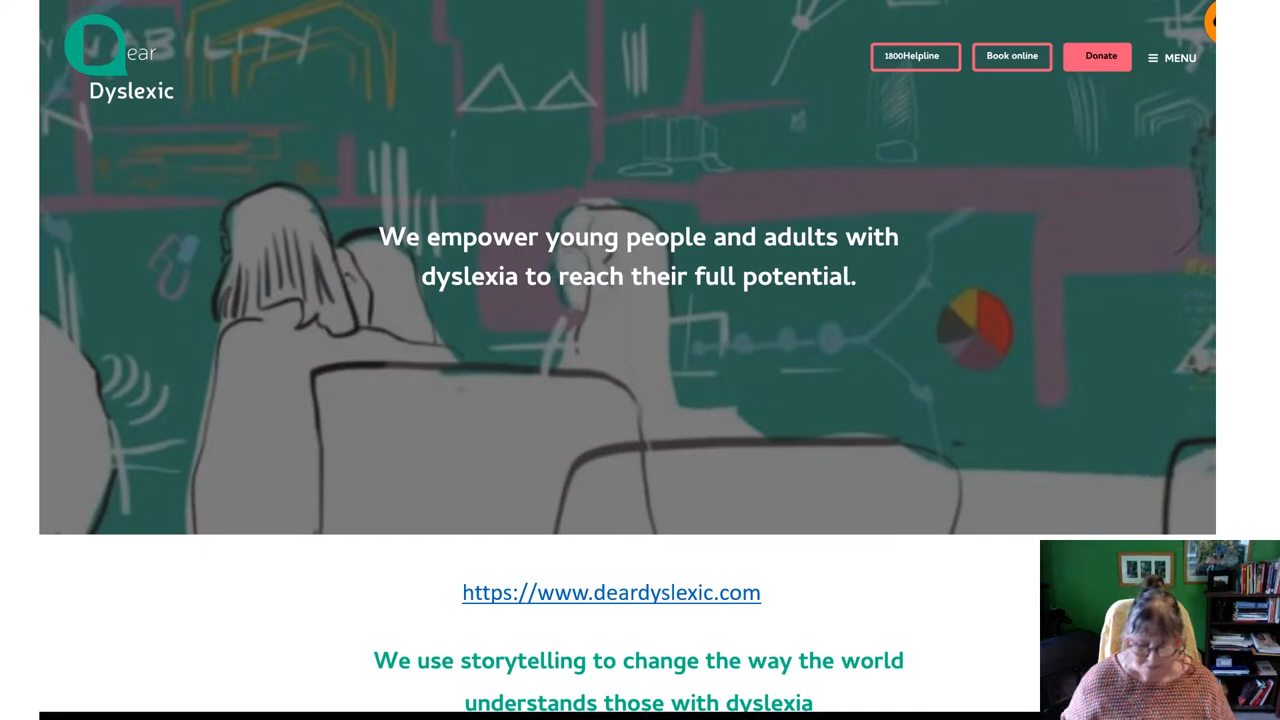 Dear
Dyslexic
1800Helpline
Book online
Donate
MENU
We empower young people and adults with
dyslexia to reach their full potential.
https://www.deardyslexic.com
We use storytelling to change the way the world
understands those with dyslexia